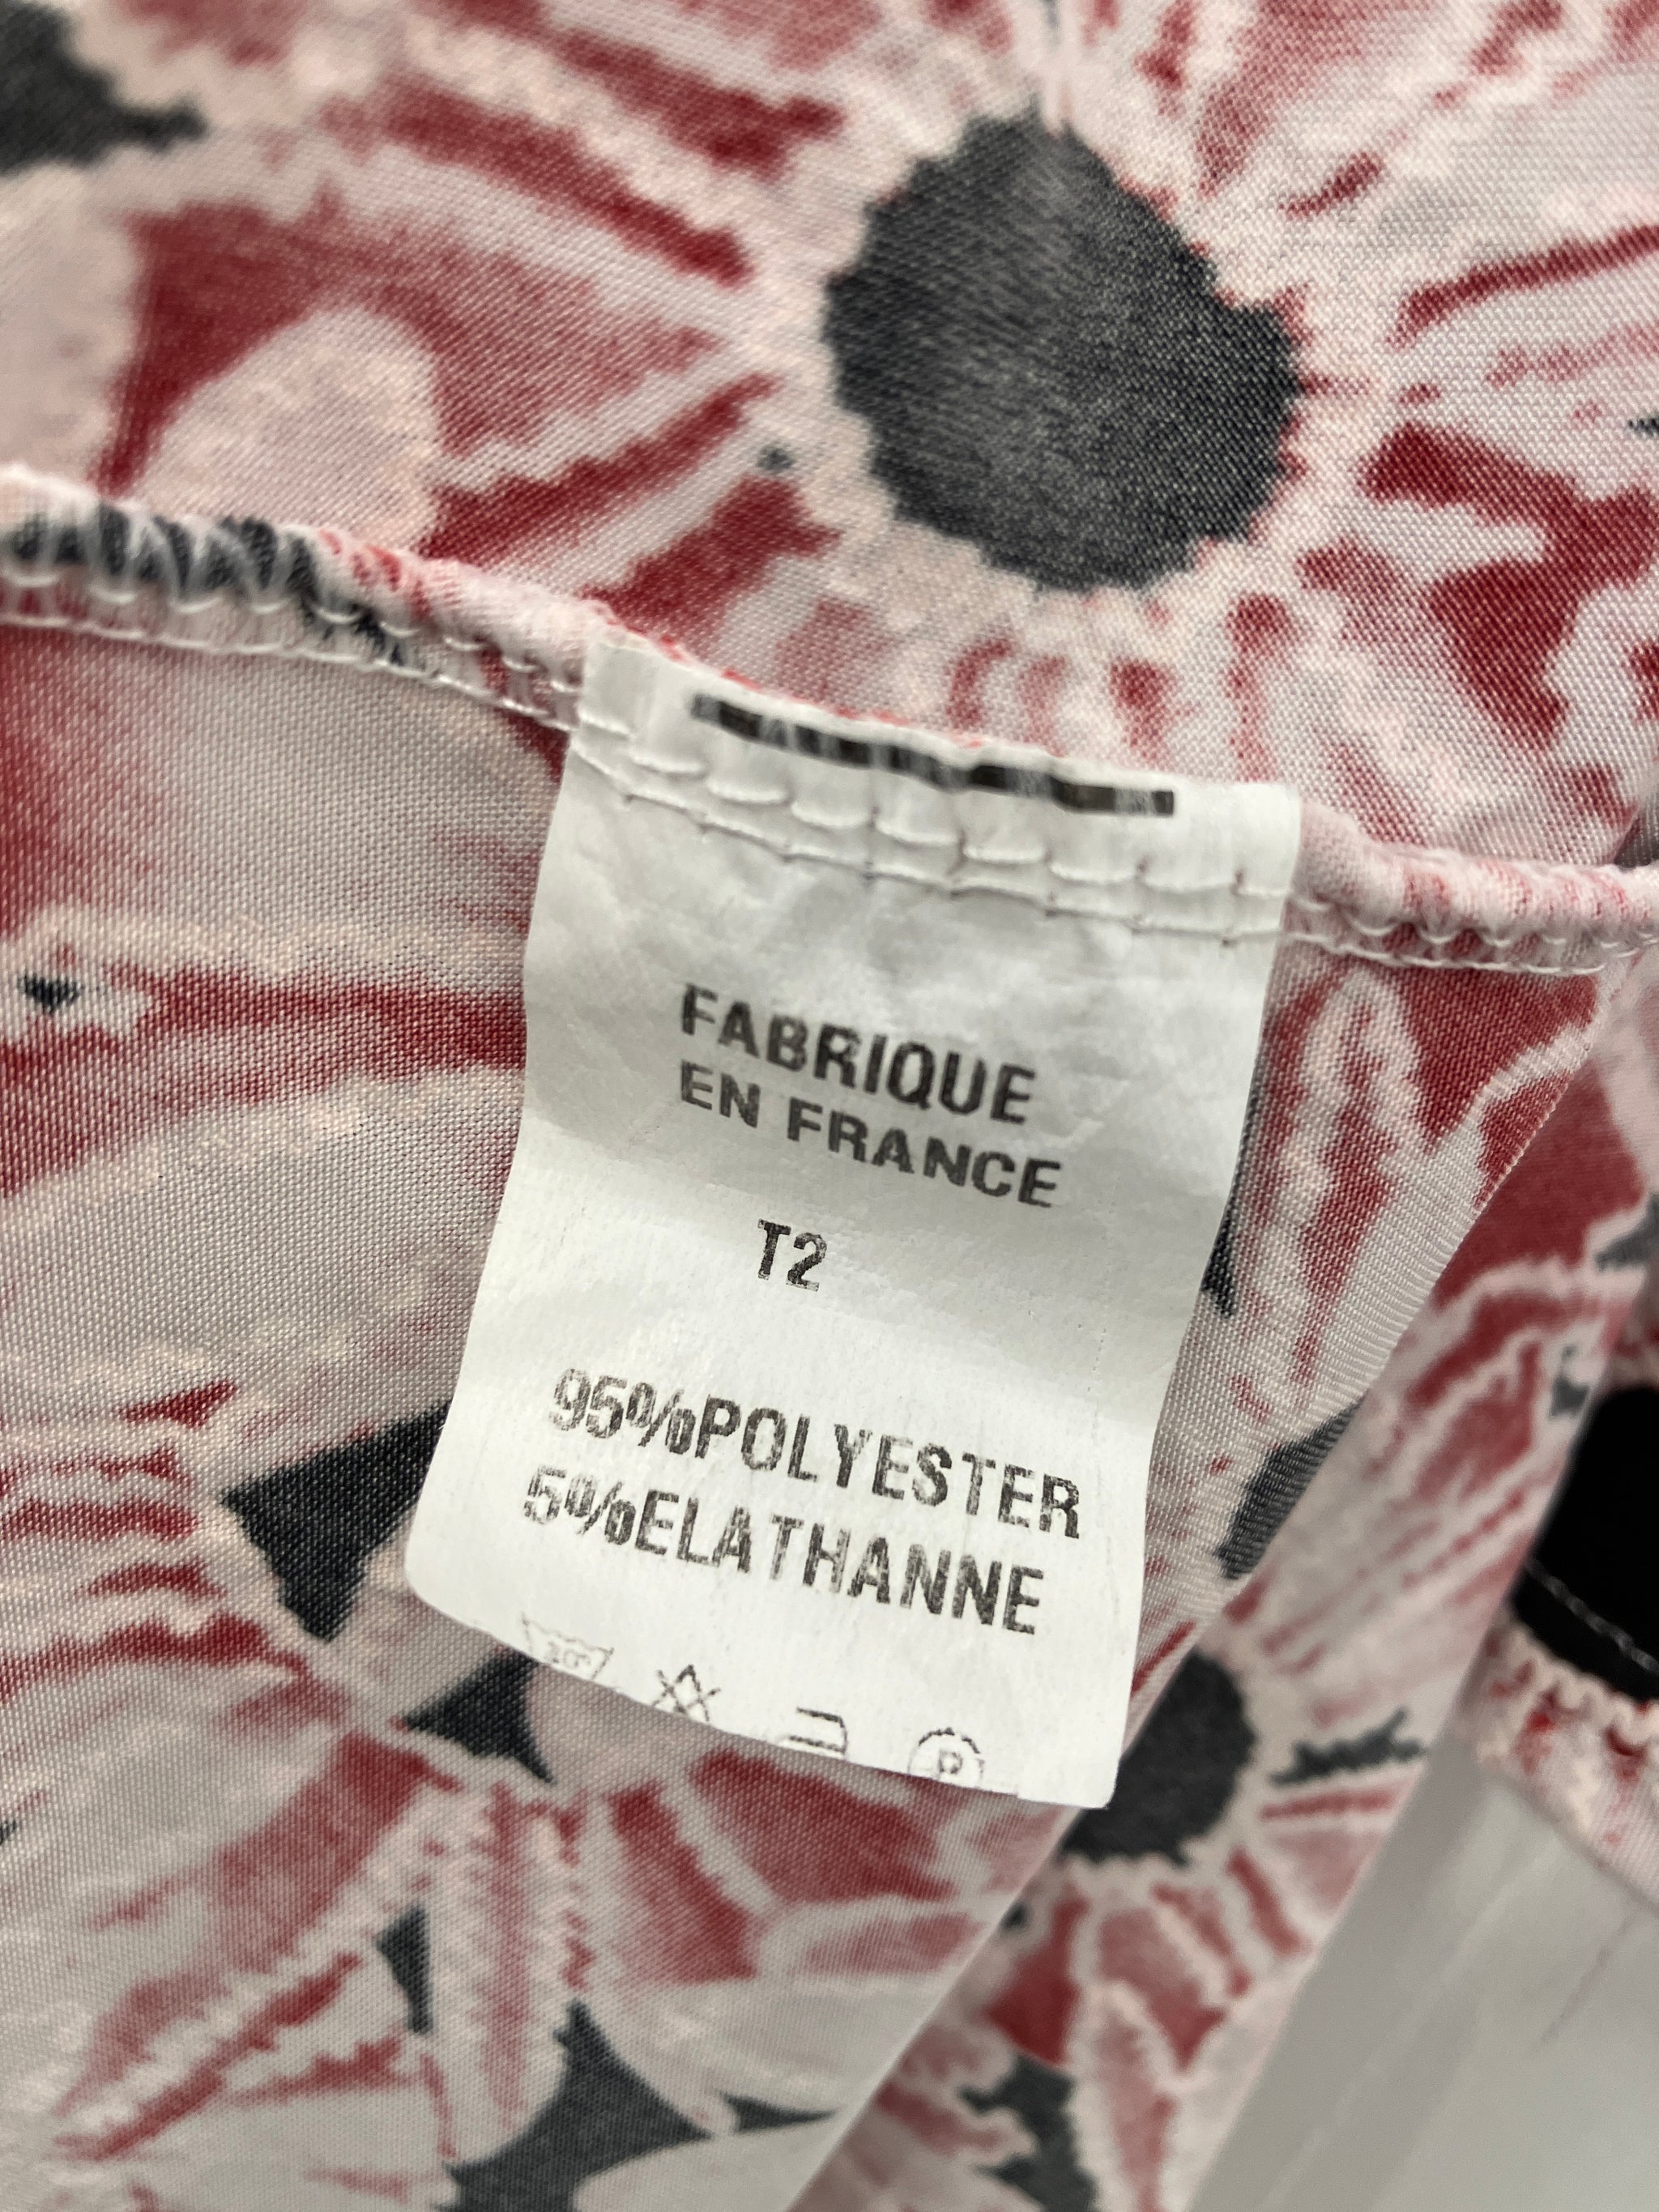 FABRIQUE
EN FRANCE
T2
95%POLYESTER
5%ELATHANNE
P